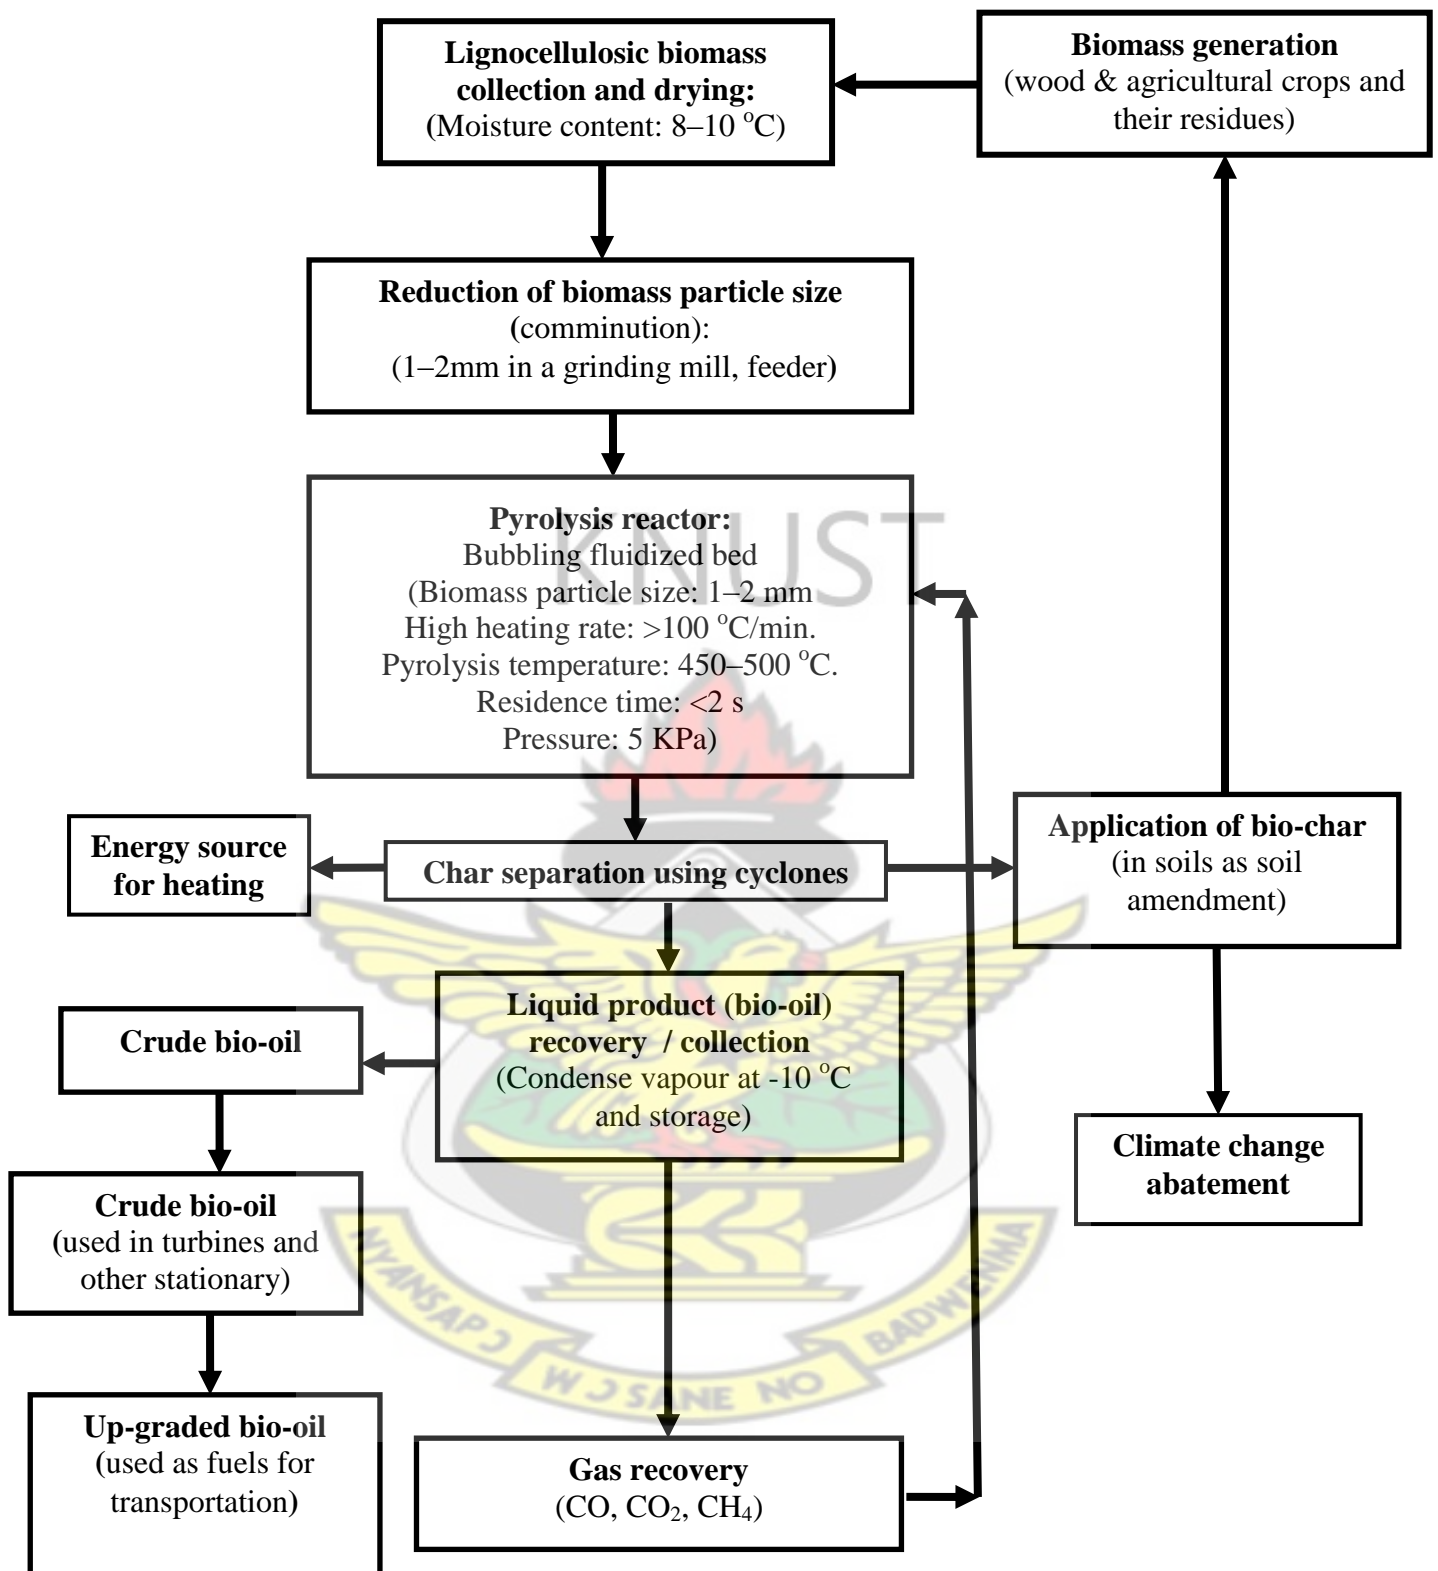 Lignocellulosic biomass
collection and drying:
(Moisture content: 8–10 °C)
Biomass generation
(wood & agricultural crops and
their residues)
Reduction of biomass particle size
(comminution):
(1–2mm in a grinding mill, feeder)
KNUST
Pyrolysis reactor:
Bubbling fluidized bed
(Biomass particle size: 1–2 mm
High heating rate: >100 °C/min.
Pyrolysis temperature: 450–500 °C.
Residence time: <2 s
Pressure: 5 KPa)
Energy source
for heating
Char separation using cyclones
Application of bio-char
(in soils as soil
amendment)
Liquid product (bio-oil)
recovery / collection
(Condense vapour at -10 °C
and storage)
Crude bio-oil
Climate change
abatement
Crude bio-oil
(used in turbines and
other stationary)
Up-graded bio-oil
(used as fuels for
transportation)
Gas recovery
(CO, CO₂, CH₄)
NYANSAPƆ
WƆ SANE NO
BADWENMA